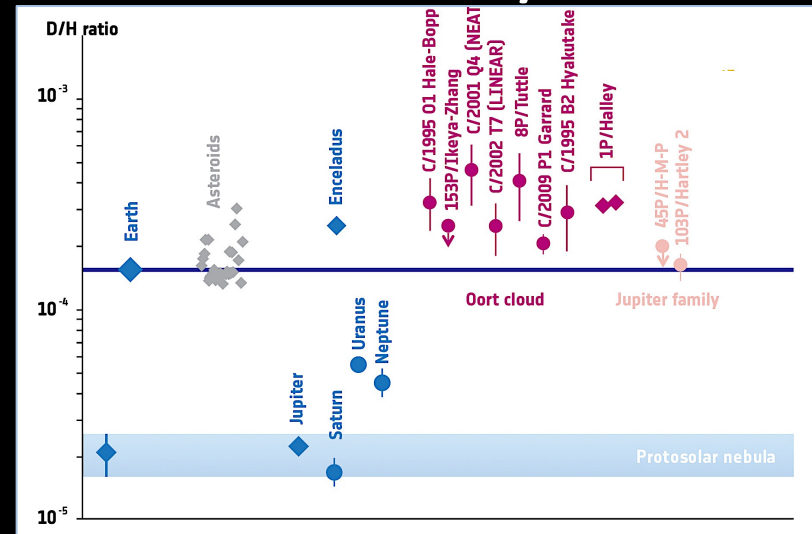 D/H ratio
10⁻³
10⁻⁴
10⁻⁵
Earth
Asteroids
Enceladus
Jupiter
Saturn
Uranus
Neptune
C/1995 O1 Hale-Bopp
153P/Ikeya-Zhang
C/2001 Q4 (NEAT
C/2002 T7 (LINEAR)
8P/Tuttle
C/2009 P1 Garrard
C/1995 B2 Hyakutake
1P/Halley
45P/H-M-P
103P/Hartley 2
Oort cloud
Jupiter family
Protosolar nebula